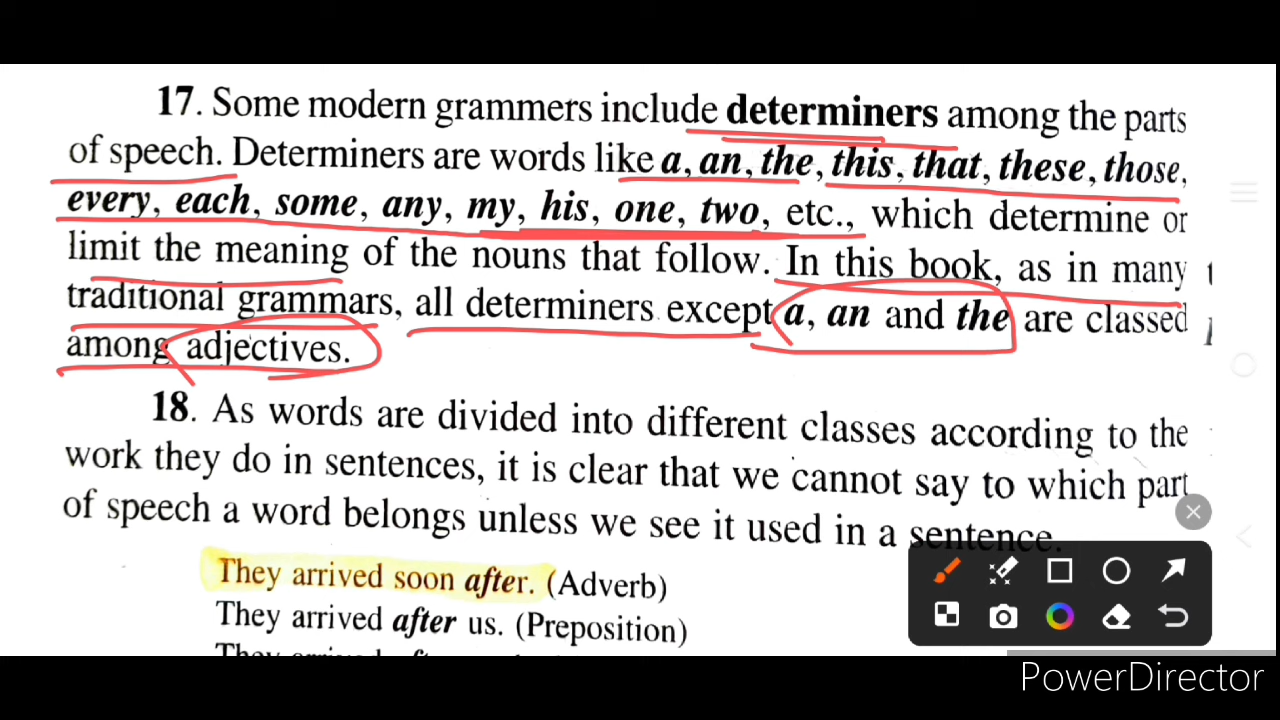 17. Some modern grammers include determiners among the parts
of speech. Determiners are words like a, an, the, this, that, these, those,
every, each, some, any, my, his, one, two, etc., which determine or
limit the meaning of the nouns that follow. In this book, as in many
traditional grammars, all determiners except a, an and the are classed
among adjectives.
18. As words are divided into different classes according to the
work they do in sentences, it is clear that we cannot say to which part
of speech a word belongs unless we see it used in a sentence.
They arrived soon after. (Adverb)
They arrived after us. (Preposition)
They arrived
PowerDirector